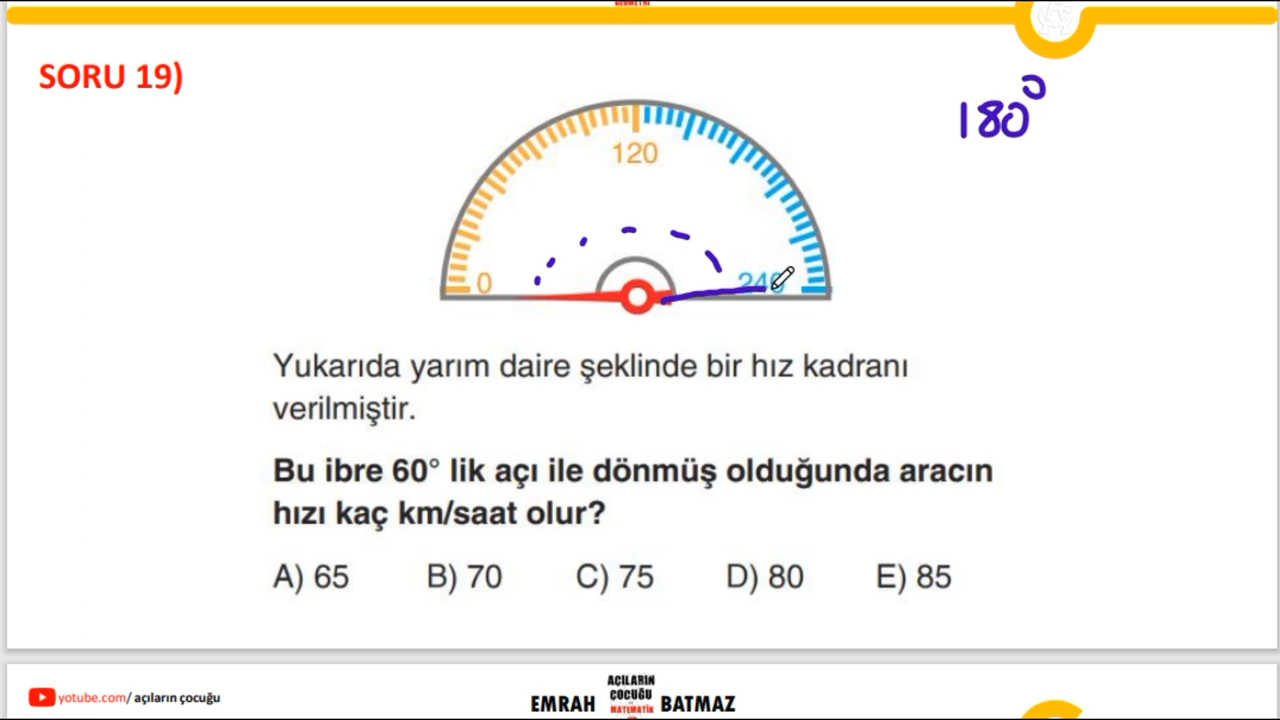 GEOMETRİ
SORU 19)
180°
120
0
240
Yukarıda yarım daire şeklinde bir hız kadranı
verilmiştir.
Bu ibre 60° lik açı ile dönmüş olduğunda aracın
hızı kaç km/saat olur?
A) 65 B) 70 C) 75 D) 80 E) 85
yotube.com/ açıların çocuğu
AÇILARIN
ÇOCUĞU
EMRAH MATEMATİK BATMAZ